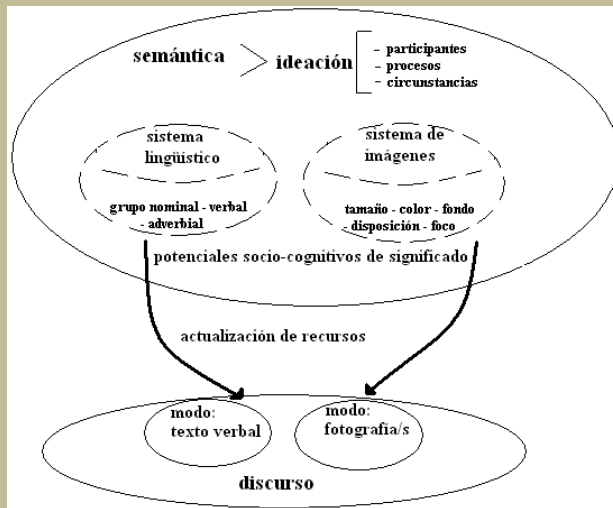 semántica
ideación
- participantes
- procesos
- circunstancias
sistema
lingüístico
grupo nominal - verbal
- adverbial
sistema de
imágenes
tamaño - color - fondo
- disposición - foco
potenciales socio-cognitivos de significado
actualización de recursos
modo:
texto verbal
modo:
fotografía/s
discurso